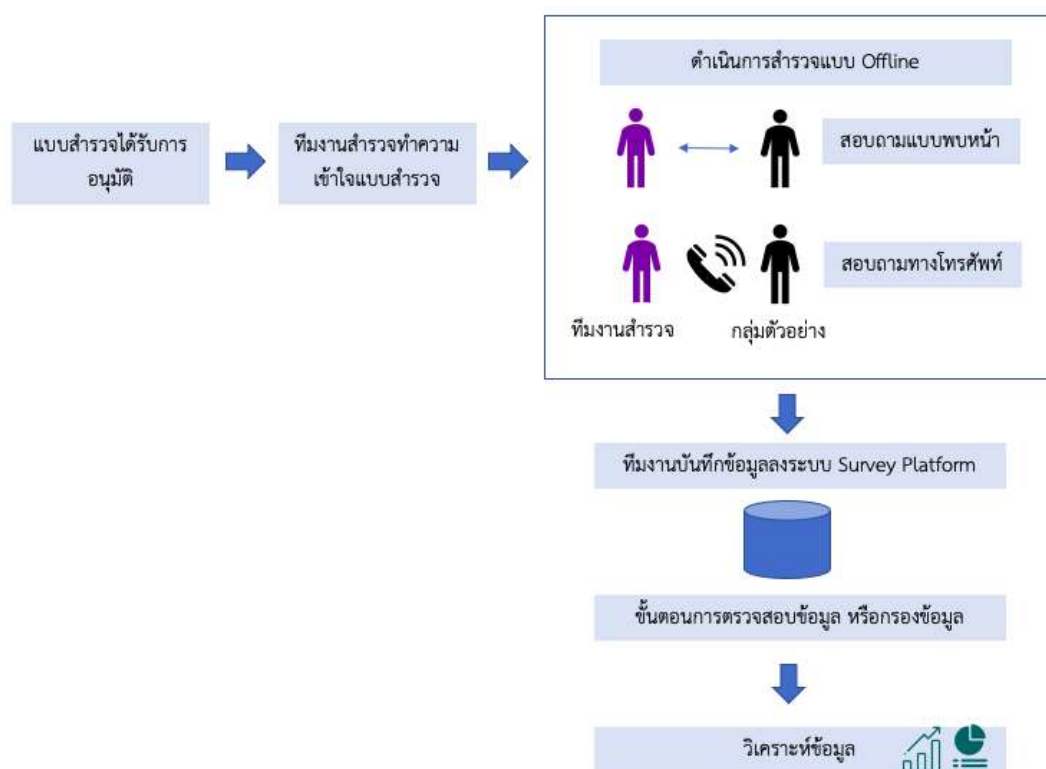 แบบสำรวจได้รับการ
อนุมัติ
ทีมงานสำรวจทำความ
เข้าใจแบบสำรวจ
ดำเนินการสำรวจแบบ Offline
สอบถามแบบพบหน้า
สอบถามทางโทรศัพท์
ทีมงานสำรวจ
กลุ่มตัวอย่าง
ทีมงานบันทึกข้อมูลลงระบบ Survey Platform
ขั้นตอนการตรวจสอบข้อมูล หรือกรองข้อมูล
วิเคราะห์ข้อมูล